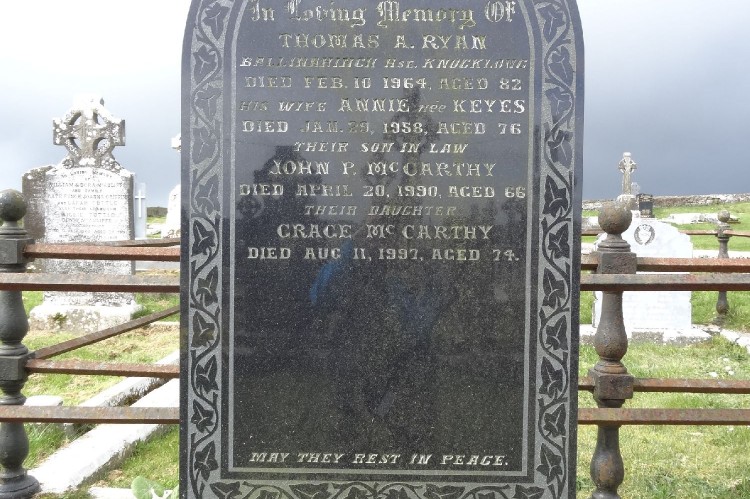 In Loving Memory Of
THOMAS A. RYAN
BALLINAHINCH HSE. KNOCKLONG
DIED FEB. 10 1964, AGED 82
HIS WIFE ANNIE née KEYES
DIED JAN. 29, 1958, AGED 76
THEIR SON IN LAW
JOHN P. McCARTHY
DIED APRIL 20, 1990, AGED 66
THEIR DAUGHTER
GRACE McCARTHY
DIED AUG 11, 1997, AGED 74.
MAY THEY REST IN PEACE.